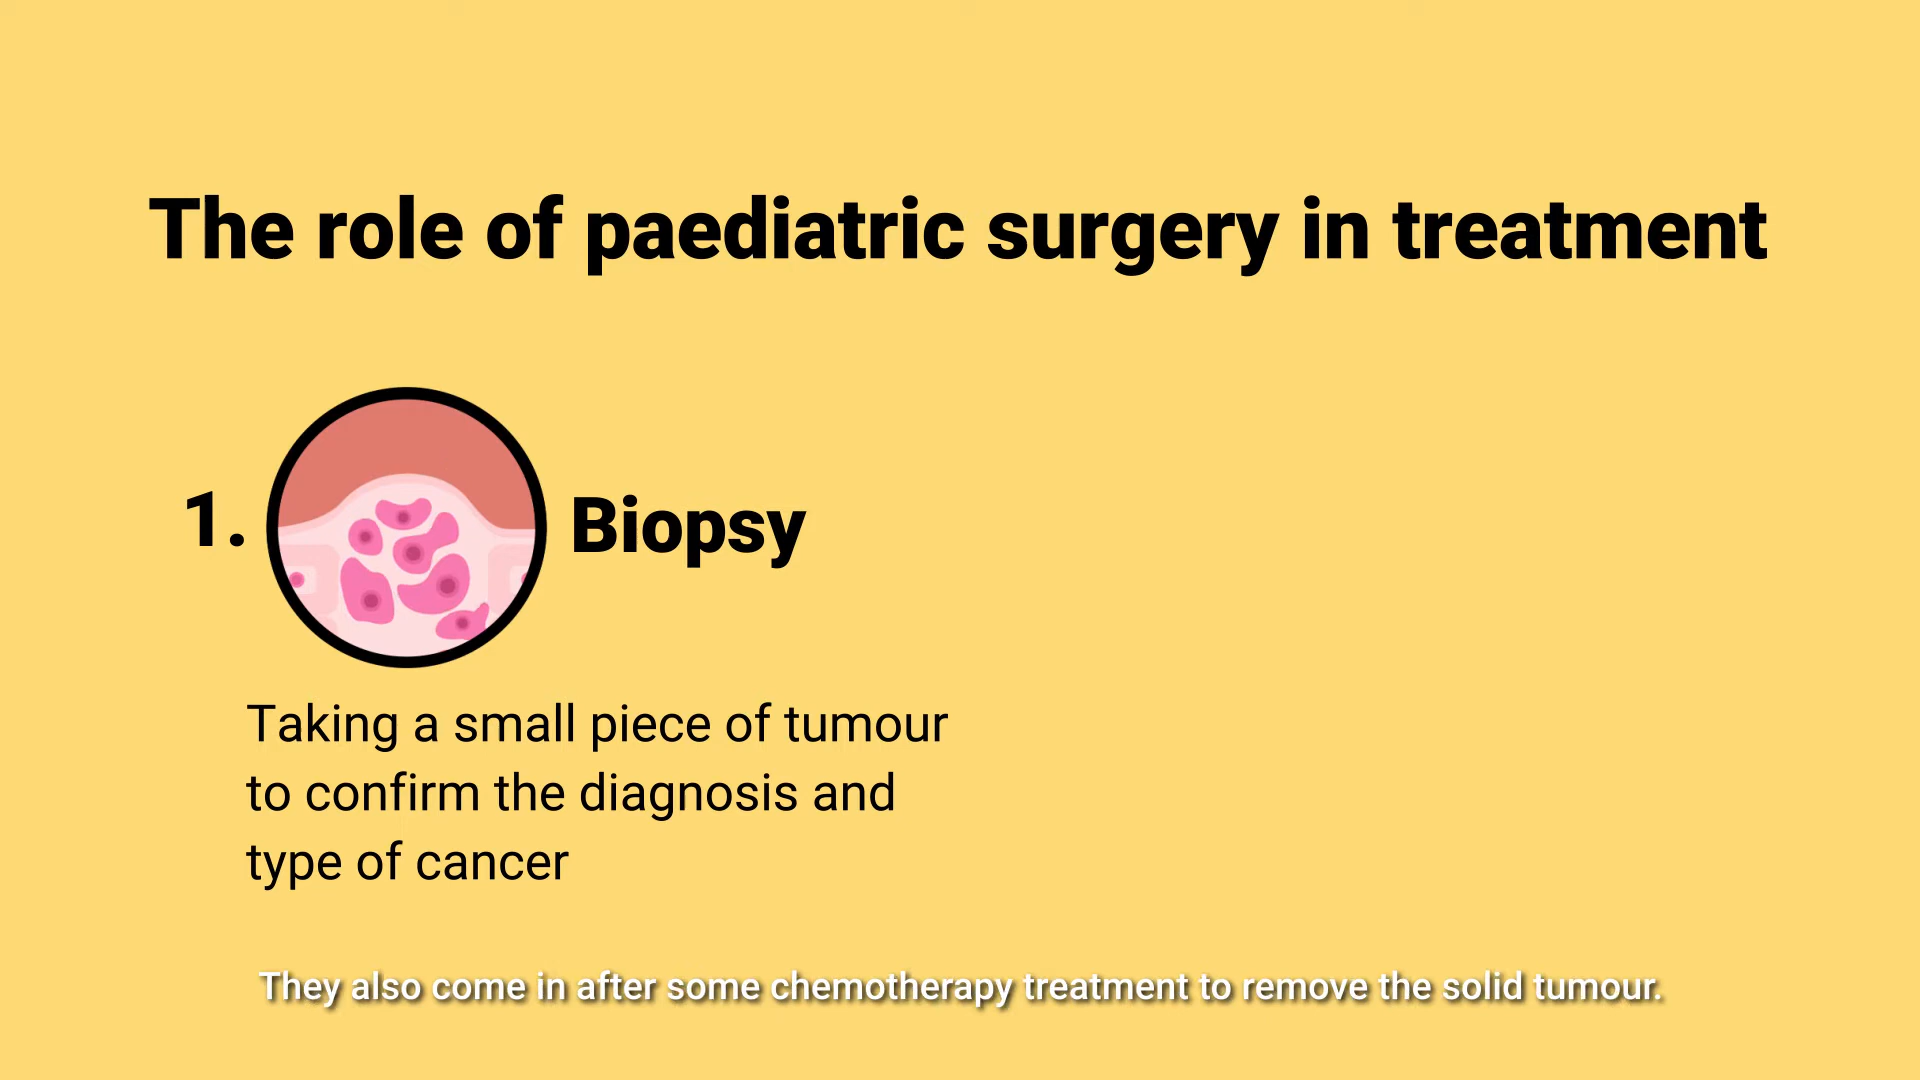 The role of paediatric surgery in treatment
1.
Biopsy
Taking a small piece of tumour
to confirm the diagnosis and
type of cancer
They also come in after some chemotherapy treatment to remove the solid tumour.